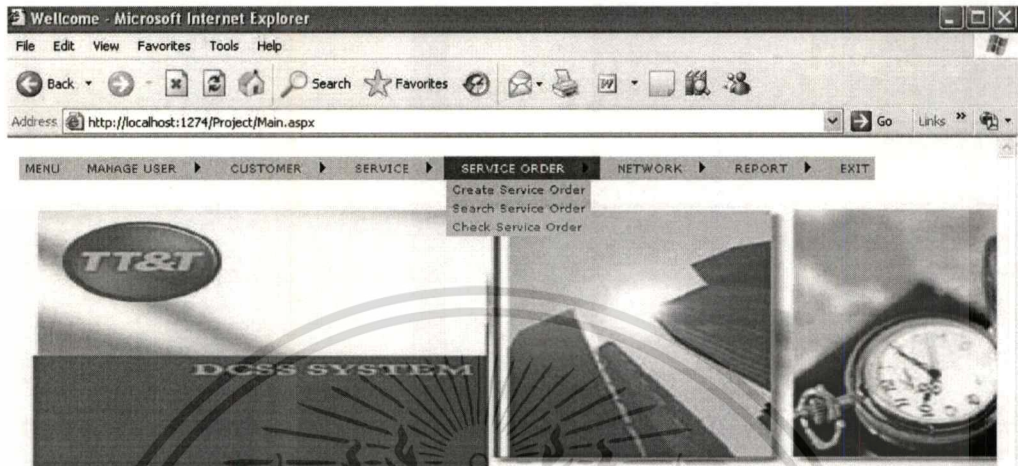 Wellcome - Microsoft Internet Explorer
File Edit View Favorites Tools Help
Back Search Favorites
Address http://localhost:1274/Project/Main.aspx Go Links »
MENU MANAGE USER CUSTOMER SERVICE SERVICE ORDER NETWORK REPORT EXIT
Create Service Order
Search Service Order
Check Service Order
TT&T
DCSS SYSTEM